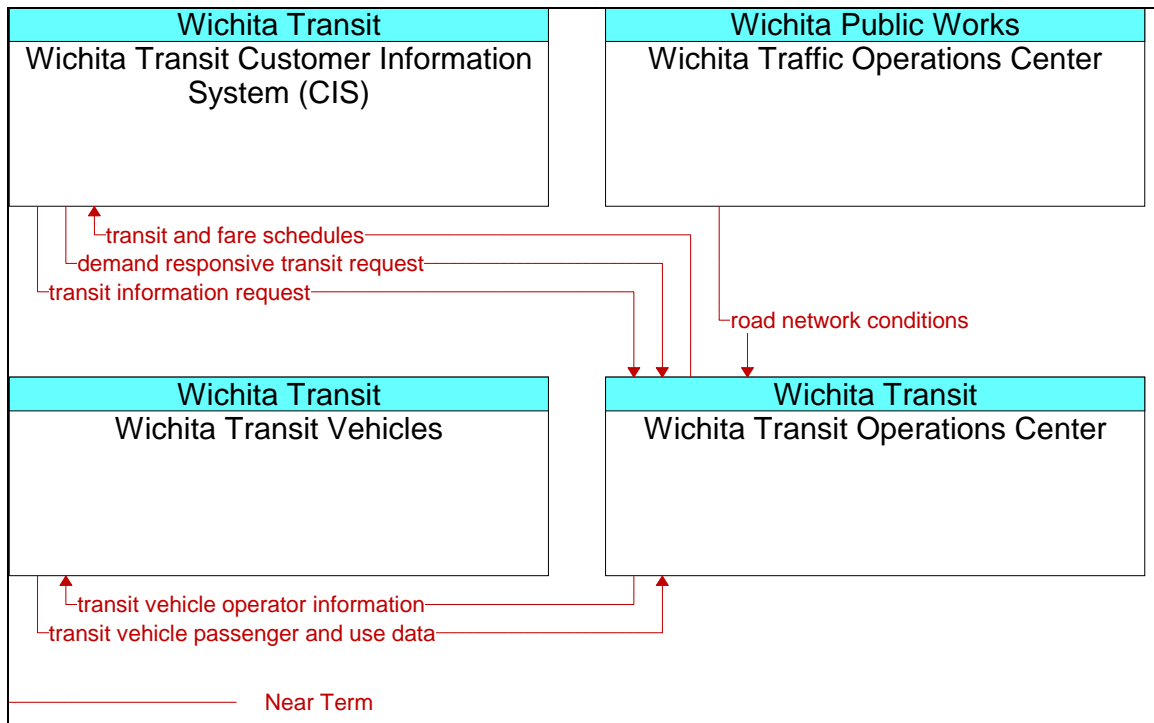 Wichita Transit
Wichita Transit Customer Information
System (CIS)
Wichita Public Works
Wichita Traffic Operations Center
transit and fare schedules
demand responsive transit request
transit information request
road network conditions
Wichita Transit
Wichita Transit Vehicles
Wichita Transit
Wichita Transit Operations Center
transit vehicle operator information
transit vehicle passenger and use data
Near Term